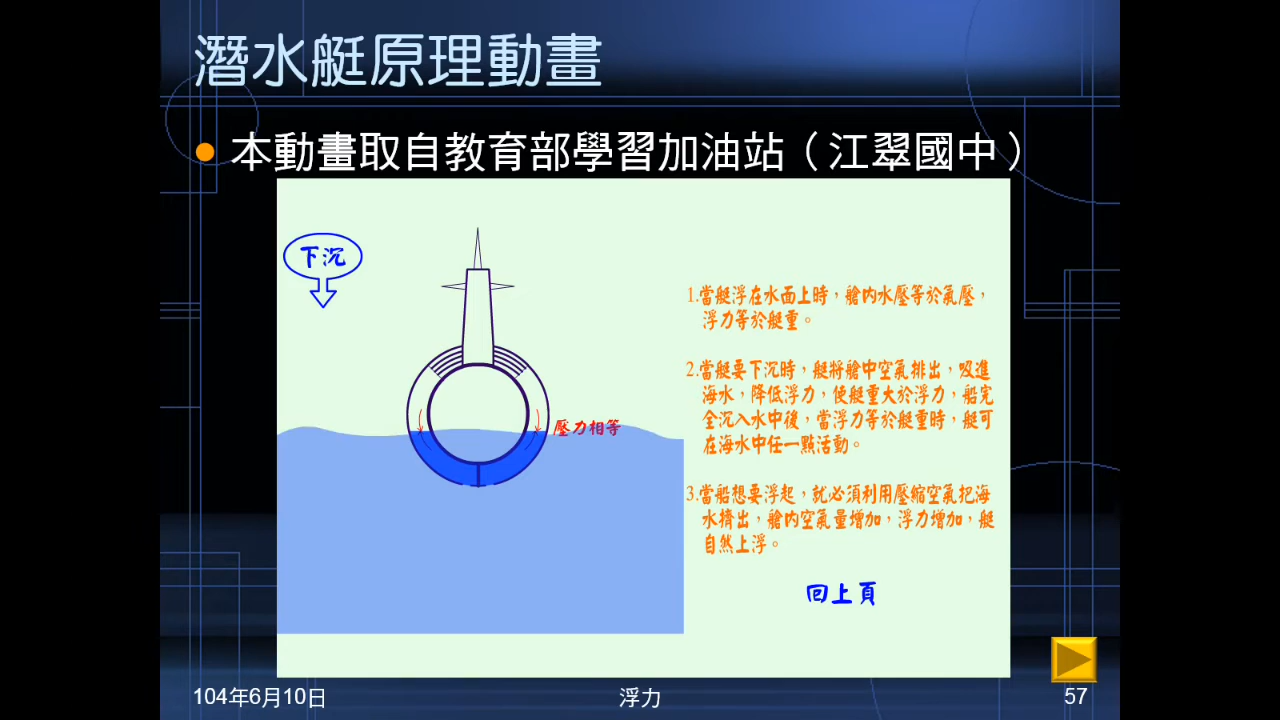 潛水艇原理動畫
本動畫取自教育部學習加油站（江翠國中）
下沉
壓力相等
1.當艇浮在水面上時，艙內水壓等於氣壓，
浮力等於艇重。
2.當艇要下沉時，艇將艙中空氣排出，吸進
海水，降低浮力，使艇重大於浮力，船完
全沉入水中後，當浮力等於艇重時，艇可
在海水中任一點活動。
3.當船想要浮起，就必須利用壓縮空氣把海
水擠出，艙內空氣量增加，浮力增加，艇
自然上浮。
回上頁
104年6月10日
浮力
57